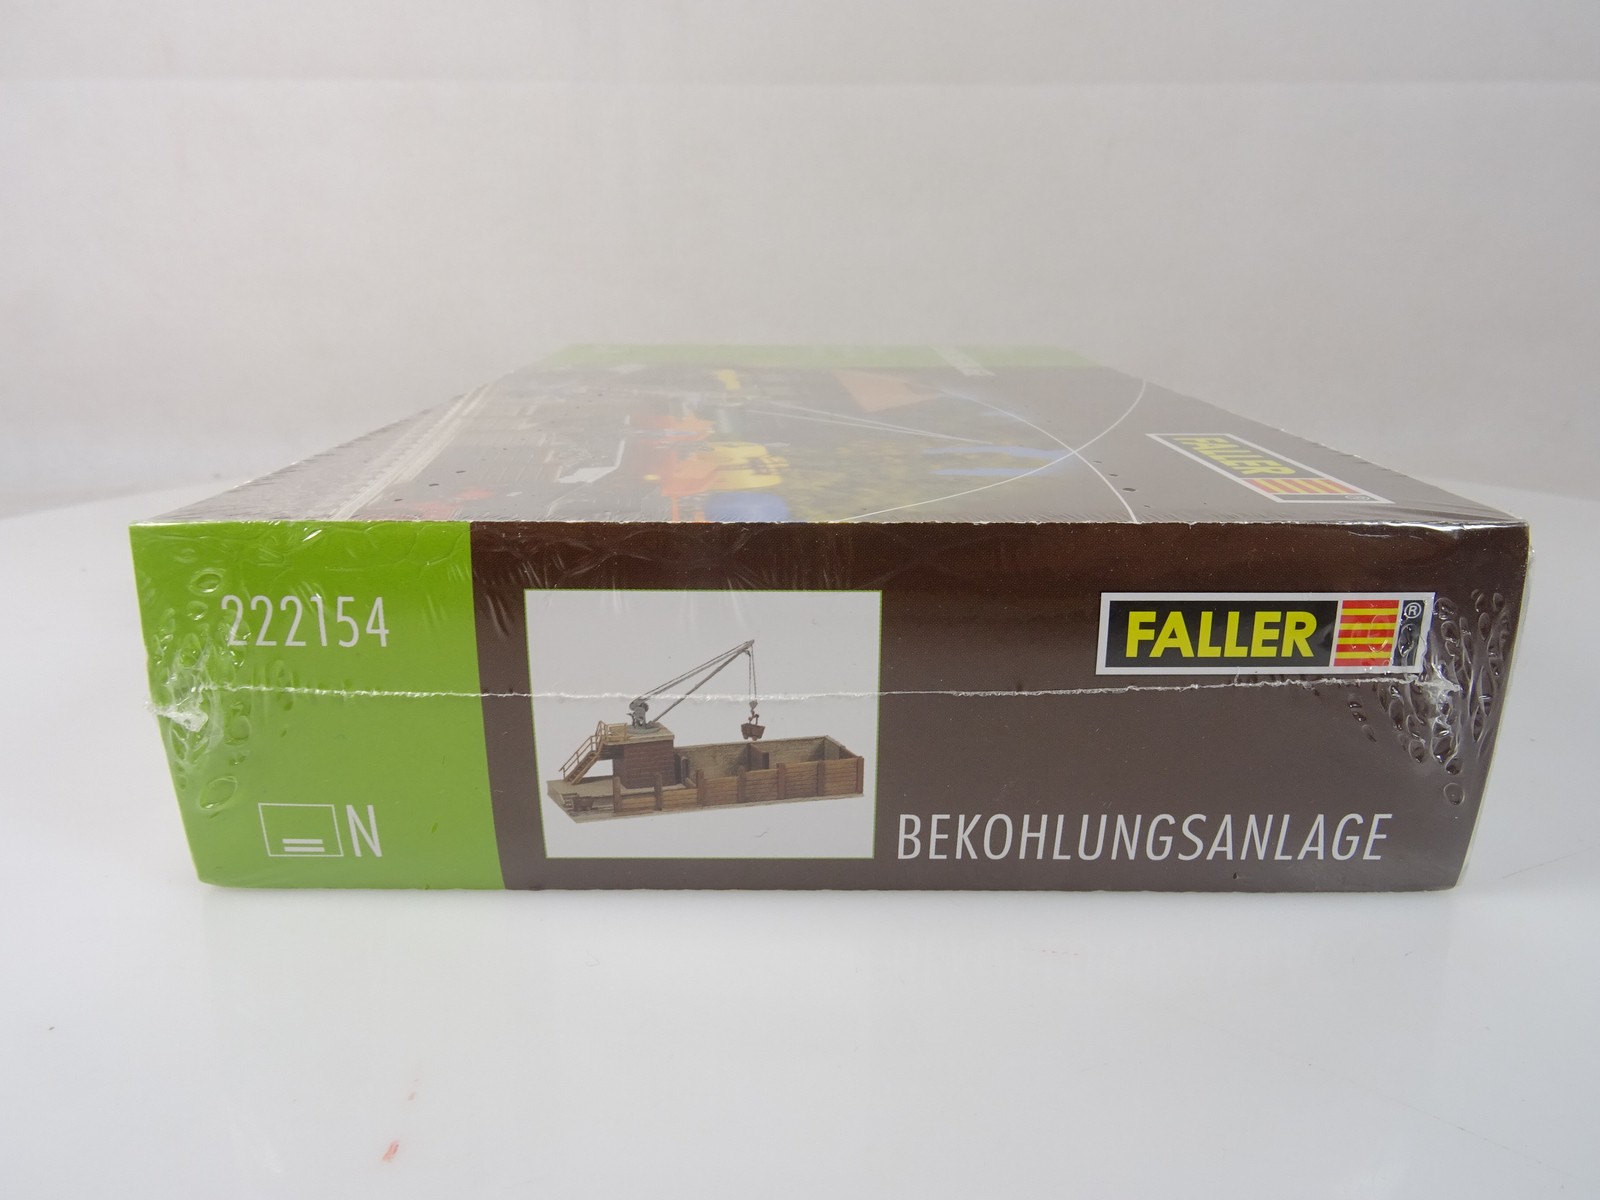 FALLER
222154
FALLER ®
N
BEKOHLUNGSANLAGE